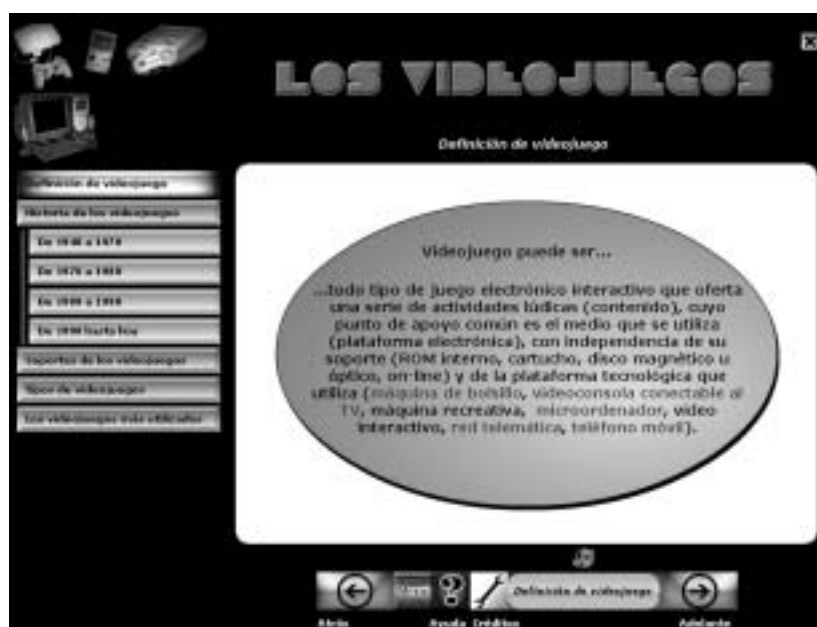 LOS VIDEOJUEGOS
Definición de videojuego
Definición de videojuego
Historia de los videojuegos
De 1970 a 1980
De 1980 a 1990
De 1990 hasta hoy
Soportes de los videojuegos
Tipos de videojuegos
Los videojuegos más utilizados
Videojuego puede ser...
...todo tipo de juego electrónico interactivo que oferta
una serie de actividades lúdicas (contenido), cuyo
punto de apoyo común es el medio que se utiliza
(plataforma electrónica), con independencia de su
soporte (ROM interno, cartucho, disco magnético u
óptico, on-line) y de la plataforma tecnológica que
utiliza (máquina de bolsillo, videoconsola conectable al
TV, máquina recreativa, microordenador, video
interactivo, red telemática, teléfono móvil).
Definición de videojuego
Atrás Ayuda Créditos Adelante